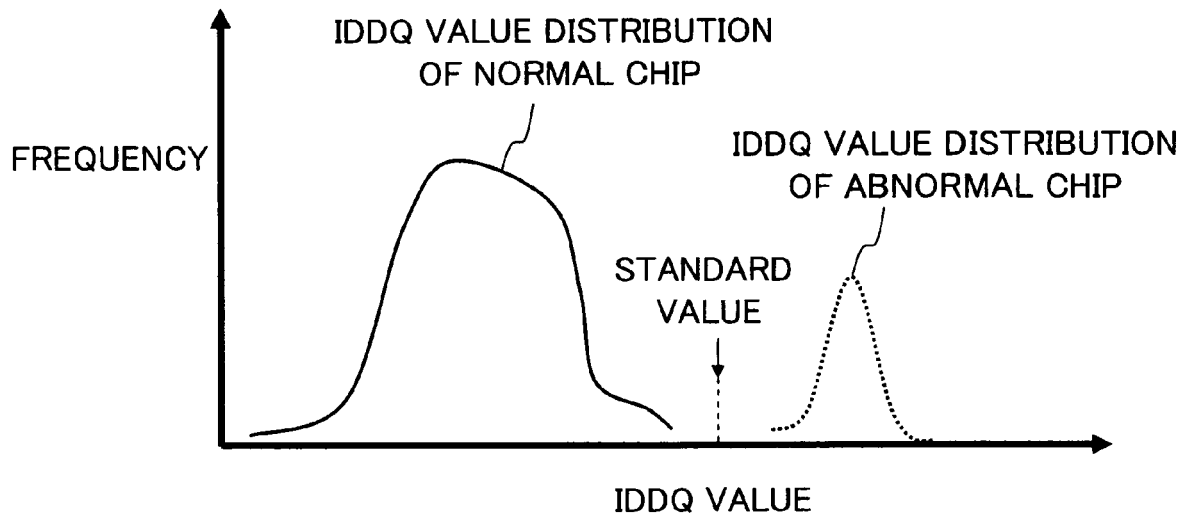 IDDQ VALUE DISTRIBUTION
OF NORMAL CHIP
FREQUENCY
IDDQ VALUE DISTRIBUTION
OF ABNORMAL CHIP
STANDARD
VALUE
IDDQ VALUE